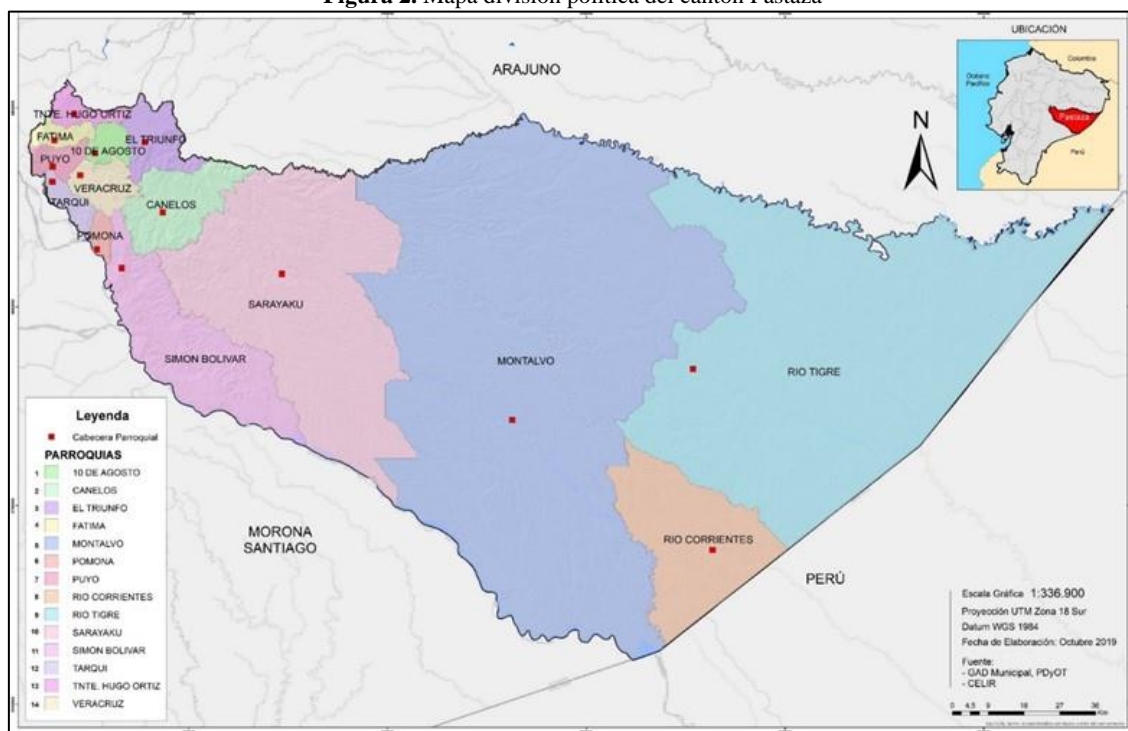 Figura 2. Mapa división política del cantón Pastaza
UBICACIÓN
Colombia
Océano
Pacífico
Pastaza
Perú
N
ARAJUNO
TNTE. HUGO ORTIZ
FATIMA
EL TRIUNFO
10 DE AGOSTO
PUYO
VERACRUZ
TARQUI
CANELOS
POMONA
SARAYAKU
SIMON BOLIVAR
MONTALVO
RIO TIGRE
RIO CORRIENTES
MORONA
SANTIAGO
PERÚ
Leyenda
Cabecera Parroquial
PARROQUIAS
1 10 DE AGOSTO
2 CANELOS
3 EL TRIUNFO
4 FATIMA
5 MONTALVO
6 POMONA
7 PUYO
8 RIO CORRIENTES
9 RIO TIGRE
10 SARAYAKU
11 SIMON BOLIVAR
12 TARQUI
13 TNTE. HUGO ORTIZ
14 VERACRUZ
Escala Gráfica 1:336.900
Proyección UTM Zona 18 Sur
Datum WGS 1984
Fecha de Elaboración: Octubre 2019
Fuente:
- GAD Municipal, PDyOT
- CELIR
0 4,5 9 18 27 36